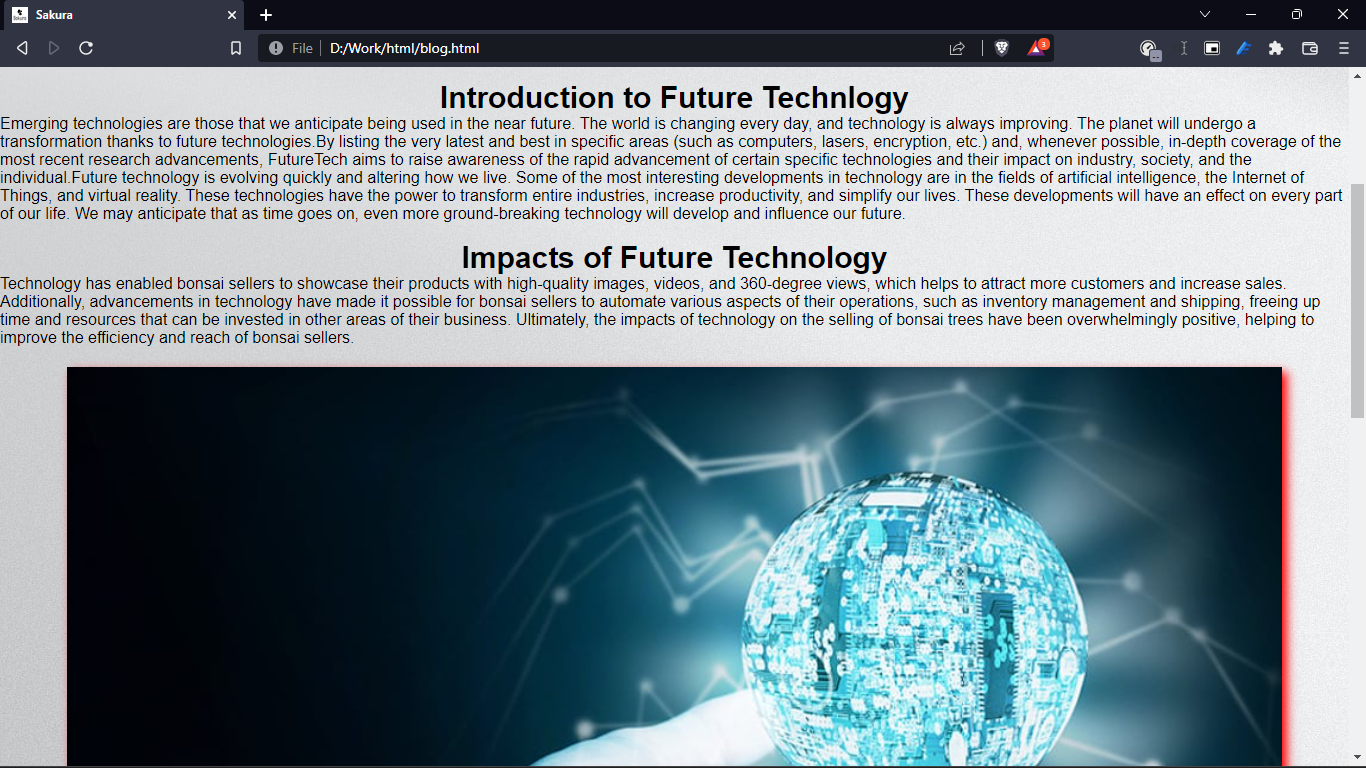 Sakura
File
D:/Work/html/blog.html
3
Introduction to Future Technlogy
Emerging technologies are those that we anticipate being used in the near future. The world is changing every day, and technology is always improving. The planet will undergo a
transformation thanks to future technologies.By listing the very latest and best in specific areas (such as computers, lasers, encryption, etc.) and, whenever possible, in-depth coverage of the
most recent research advancements, FutureTech aims to raise awareness of the rapid advancement of certain specific technologies and their impact on industry, society, and the
individual.Future technology is evolving quickly and altering how we live. Some of the most interesting developments in technology are in the fields of artificial intelligence, the Internet of
Things, and virtual reality. These technologies have the power to transform entire industries, increase productivity, and simplify our lives. These developments will have an effect on every part
of our life. We may anticipate that as time goes on, even more ground-breaking technology will develop and influence our future.
Impacts of Future Technology
Technology has enabled bonsai sellers to showcase their products with high-quality images, videos, and 360-degree views, which helps to attract more customers and increase sales.
Additionally, advancements in technology have made it possible for bonsai sellers to automate various aspects of their operations, such as inventory management and shipping, freeing up
time and resources that can be invested in other areas of their business. Ultimately, the impacts of technology on the selling of bonsai trees have been overwhelmingly positive, helping to
improve the efficiency and reach of bonsai sellers.